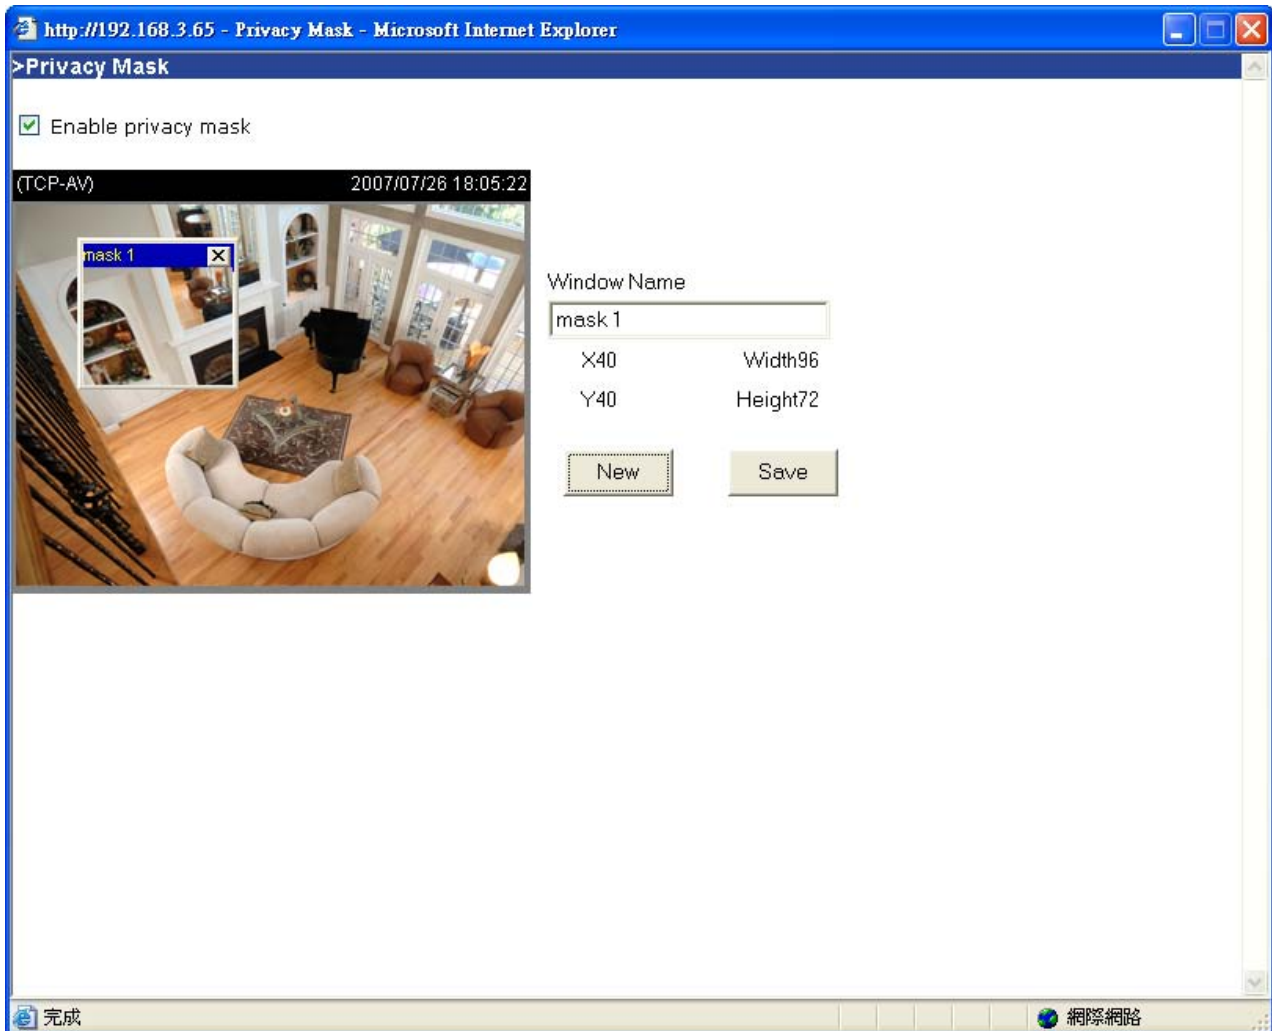 http://192.168.3.65 - Privacy Mask - Microsoft Internet Explorer
>Privacy Mask
Enable privacy mask
(TCP-AV) 2007/07/26 18:05:22
mask 1
Window Name
mask 1
X40 Width96
Y40 Height72
New Save
完成 網際網路